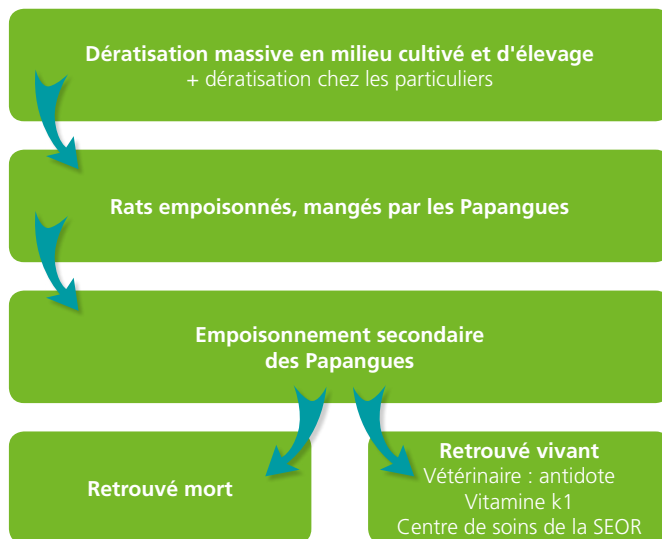 Dératisation massive en milieu cultivé et d'élevage
+ dératisation chez les particuliers
Rats empoisonnés, mangés par les Papangues
Empoisonnement secondaire
des Papangues
Retrouvé mort
Retrouvé vivant
Vétérinaire : antidote
Vitamine k1
Centre de soins de la SEOR